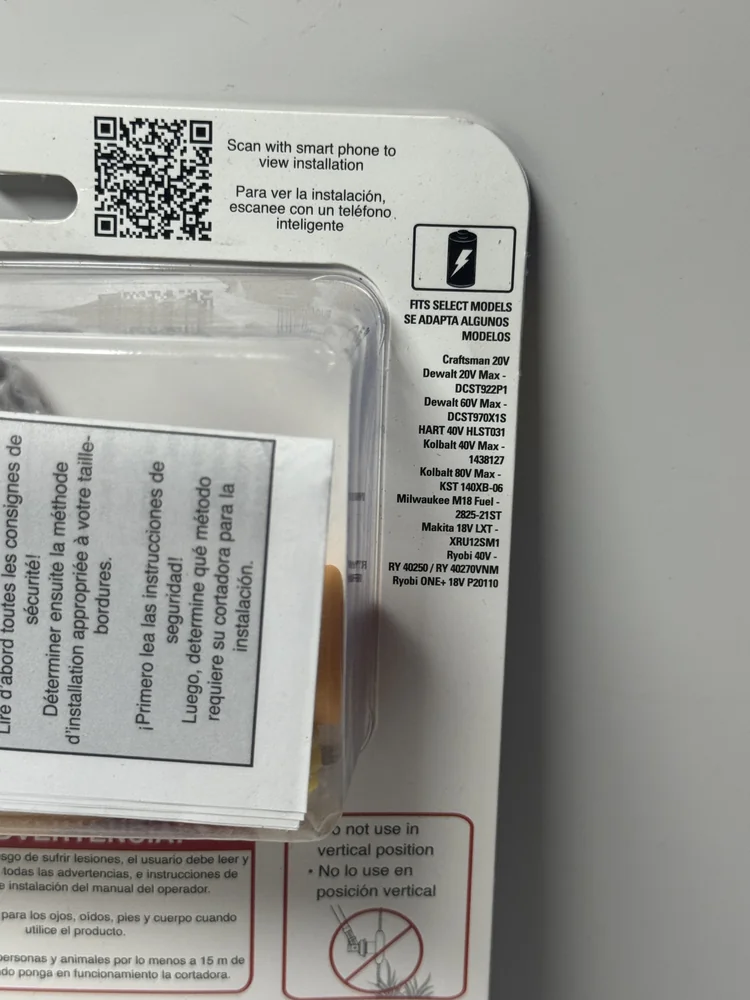 Scan with smart phone to
view installation
Para ver la instalación,
escanee con un teléfono
inteligente
FITS SELECT MODELS
SE ADAPTA ALGUNOS
MODELOS
Craftsman 20V
Dewalt 20V Max -
DCST922P1
Dewalt 60V Max -
DCST970X1S
HART 40V HLST031
Kolbalt 40V Max -
1438127
Kolbalt 80V Max -
KST 140XB-06
Milwaukee M18 Fuel -
2825-21ST
Makita 18V LXT -
XRU12SM1
Ryobi 40V -
RY 40250 / RY 40270VNM
Ryobi ONE+ 18V P20110
Lire d'abord toutes les consignes de
sécurité!
Déterminer ensuite la méthode
d'installation appropriée à votre taille-
bordures.
¡Primero lea las instrucciones de
seguridad!
Luego, determine qué método
requiere su cortadora para la
instalación.
de sufrir lesiones, el usuario debe leer y
todas las advertencias, e instrucciones de
instalación del manual del operador.
para los ojos, oídos, pies y cuerpo cuando
utilice el producto.
y animales por lo menos a 15 m de
ponga en funcionamiento la cortadora.
not use in
vertical position
• No lo use en
posición vertical